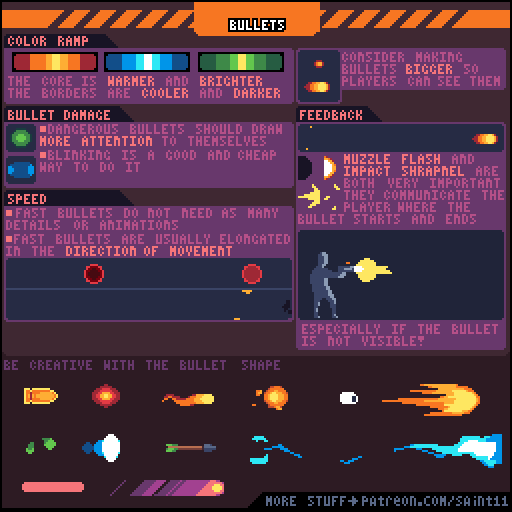 BULLETS
COLOR RAMP
THE CORE IS WARMER AND BRIGHTER
THE BORDERS ARE COOLER AND DARKER
CONSIDER MAKING
BULLETS BIGGER SO
PLAYERS CAN SEE THEM
BULLET DAMAGE
DANGEROUS BULLETS SHOULD DRAW
MORE ATTENTION TO THEMSELVES
BLINKING IS A GOOD AND CHEAP
WAY TO DO IT
FEEDBACK
MUZZLE FLASH AND
IMPACT SHRAPNEL ARE
BOTH VERY IMPORTANT
THEY COMMUNICATE THE
PLAYER WHERE THE
BULLET STARTS AND ENDS
SPEED
FAST BULLETS DO NOT NEED AS MANY
DETAILS OR ANIMATIONS
FAST BULLETS ARE USUALLY ELONGATED
IN THE DIRECTION OF MOVEMENT
ESPECIALLY IF THE BULLET
IS NOT VISIBLE!
BE CREATIVE WITH THE BULLET SHAPE
MORE STUFF→PATREON.COM/SAINT11